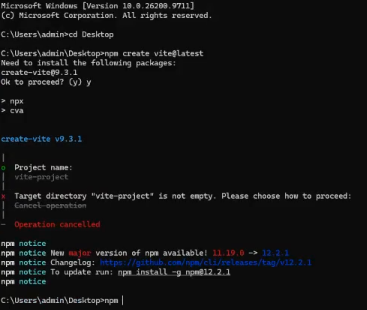 Microsoft Windows [Version 10.0.26200.9711]
(c) Microsoft Corporation. All rights reserved.
C:\Users\admin>cd Desktop
C:\Users\admin\Desktop>npm create vite@latest
Need to install the following packages:
create-vite@9.3.1
Ok to proceed? (y) y
> npx
> cva
create-vite v9.3.1
|
o  Project name:
|  vite-project
|
x  Target directory "vite-project" is not empty. Please choose how to proceed:
|  Cancel operation
|
-  Operation cancelled
npm notice
npm notice New major version of npm available! 11.19.0 -> 12.2.1
npm notice Changelog: https://github.com/npm/cli/releases/tag/v12.2.1
npm notice To update run: npm install -g npm@12.2.1
npm notice
C:\Users\admin\Desktop>npm